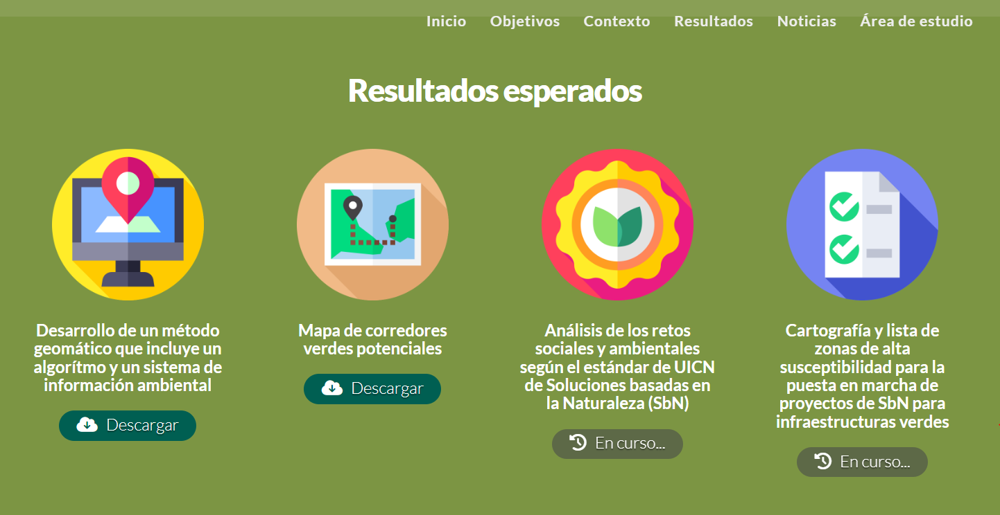 Inicio Objetivos Contexto Resultados Noticias Área de estudio
Resultados esperados
Desarrollo de un método
geomático que incluye un
algorítmo y un sistema de
información ambiental
Descargar
Mapa de corredores
verdes potenciales
Descargar
Análisis de los retos
sociales y ambientales
según el estándar de UICN
de Soluciones basadas en
la Naturaleza (SbN)
En curso...
Cartografía y lista de
zonas de alta
susceptibilidad para la
puesta en marcha de
proyectos de SbN para
infraestructuras verdes
En curso...